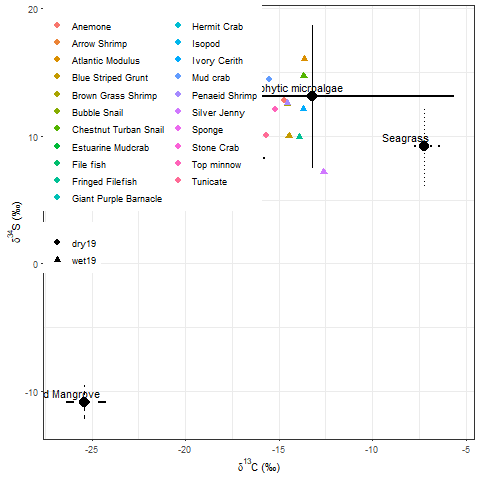 20
10
0
-10
-25
-20
-15
-10
-5
δ34S (‰)
δ13C (‰)
Anemone
Arrow Shrimp
Atlantic Modulus
Blue Striped Grunt
Brown Grass Shrimp
Bubble Snail
Chestnut Turban Snail
Estuarine Mudcrab
File fish
Fringed Filefish
Giant Purple Barnacle
Hermit Crab
Isopod
Ivory Cerith
Mud crab
Penaeid Shrimp
Silver Jenny
Sponge
Stone Crab
Top minnow
Tunicate
dry19
wet19
phytic microalgae
Seagrass
d Mangrove